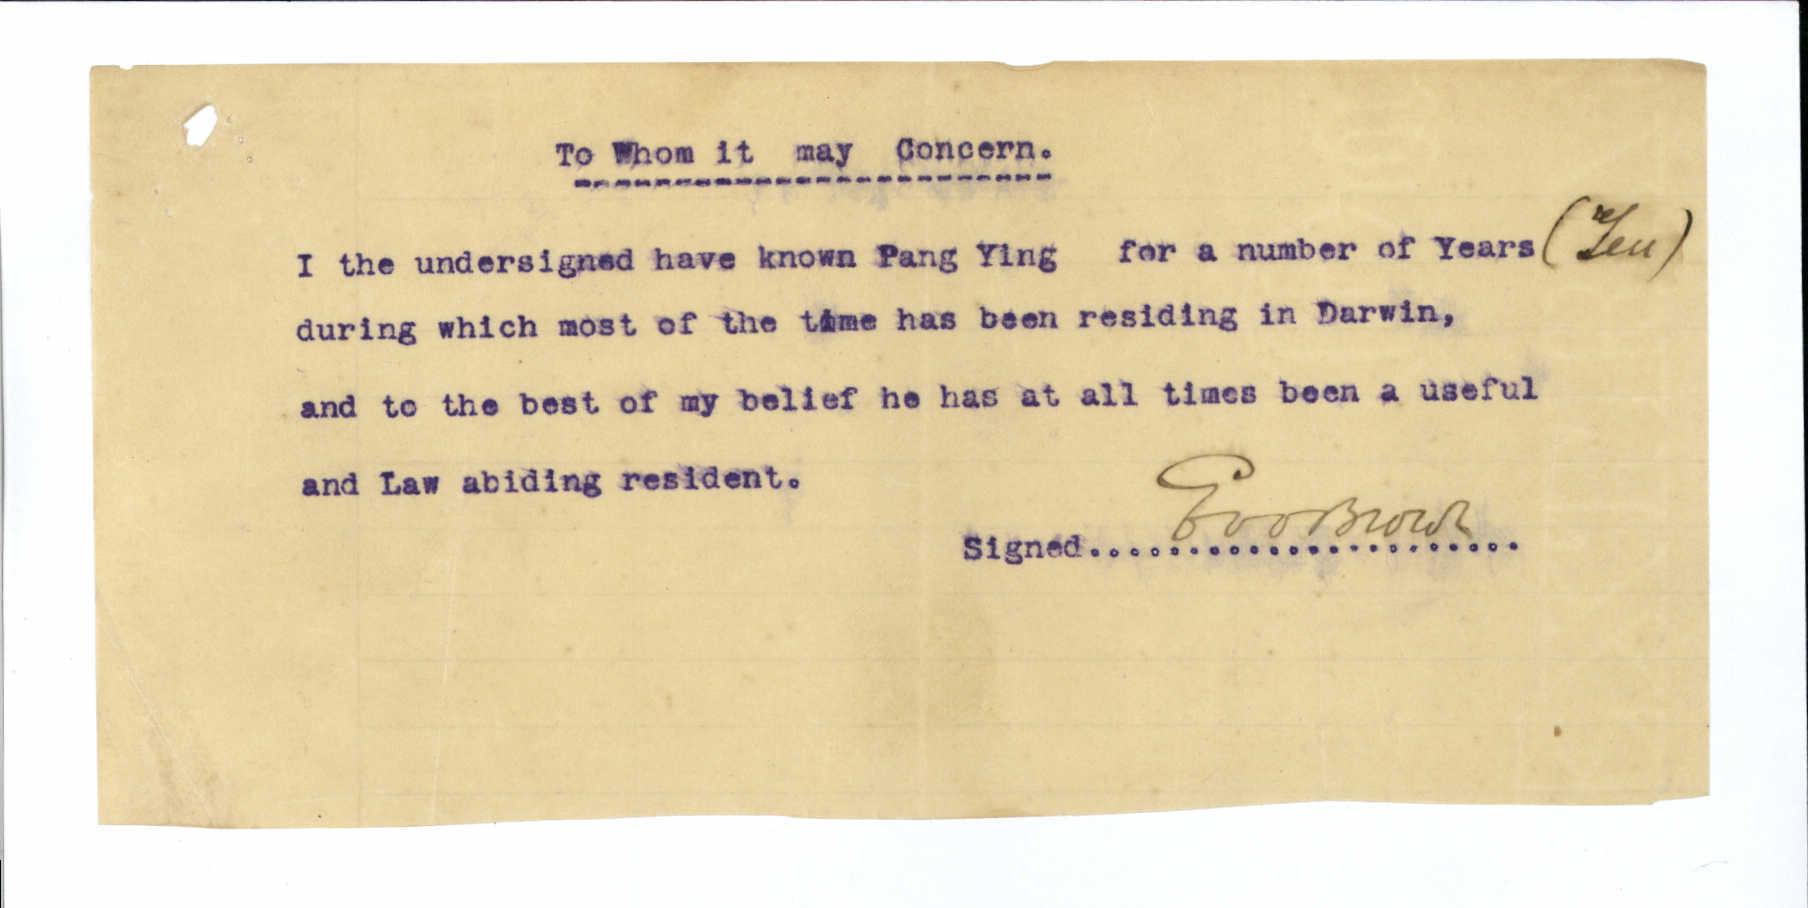 To Whom it may Concern.
I the undersigned have known Pang Ying for a number of Years (Ten)
during which most of the time has been residing in Darwin,
and to the best of my belief he has at all times been a useful
and Law abiding resident.
Signed........................ Brown